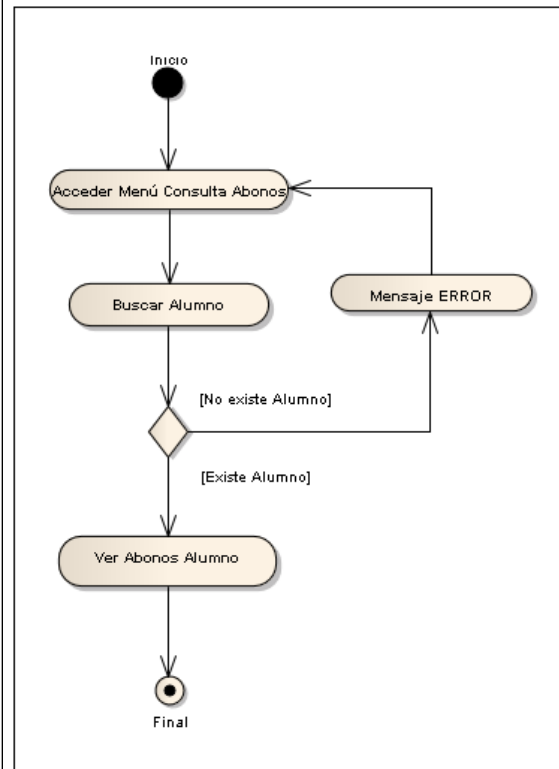 Inicio
Acceder Menú Consulta Abonos
Buscar Alumno
Mensaje ERROR
[No existe Alumno]
[Existe Alumno]
Ver Abonos Alumno
Final